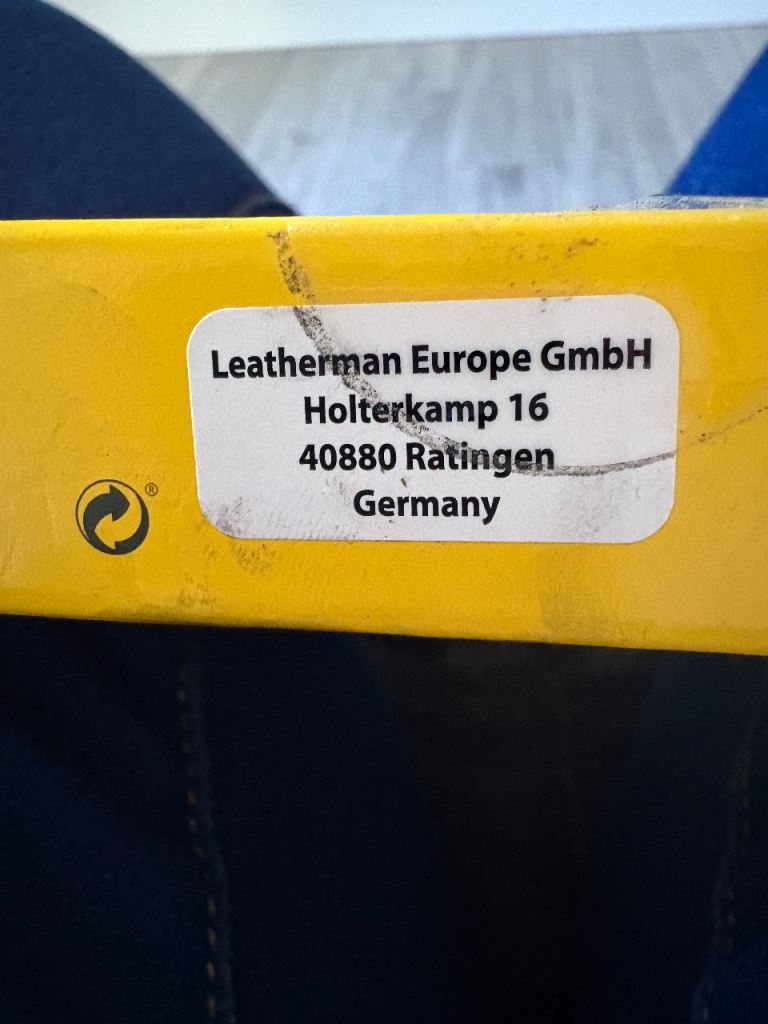 Leatherman Europe GmbH
Holterkamp 16
40880 Ratingen
Germany
®